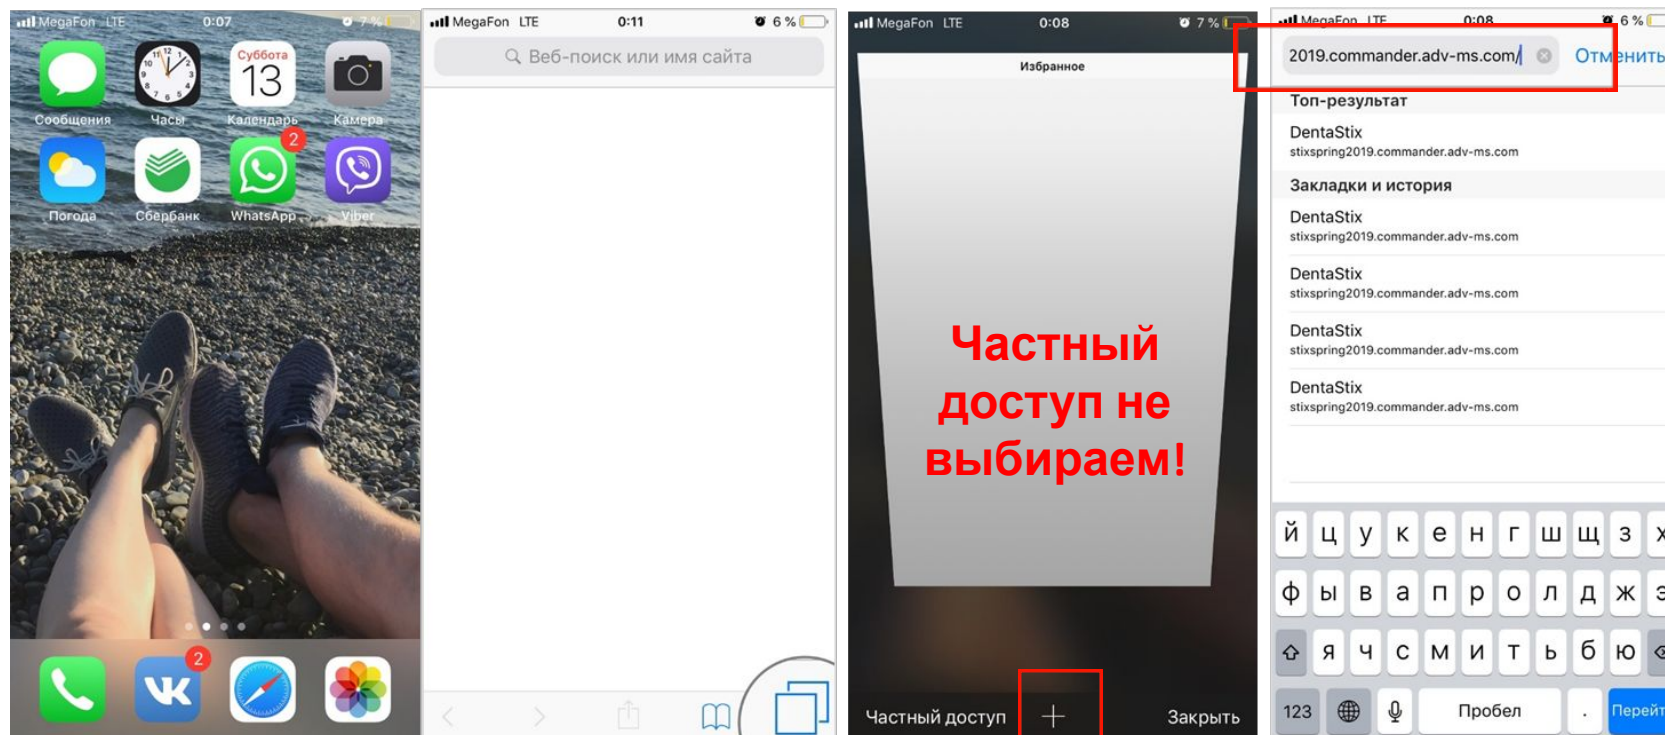 MegaFon LTE 0:07 7 %
Суббота
13
Сообщения Часы Календарь Камера
2
Погода Сбербанк WhatsApp Viber
2
MegaFon LTE 0:11 6 %
Веб-поиск или имя сайта
MegaFon LTE 0:08 7 %
Избранное
Частный
доступ не
выбираем!
Частный доступ + Закрыть
MegaFon LTE 0:08 6 %
2019.commander.adv-ms.com/ Отменить
Топ-результат
DentaStix
stixspring2019.commander.adv-ms.com
Закладки и история
DentaStix
stixspring2019.commander.adv-ms.com
DentaStix
stixspring2019.commander.adv-ms.com
DentaStix
stixspring2019.commander.adv-ms.com
DentaStix
stixspring2019.commander.adv-ms.com
й ц у к е н г ш щ з х
ф ы в а п р о л д ж э
я ч с м и т ь б ю
123 Пробел . Перейт